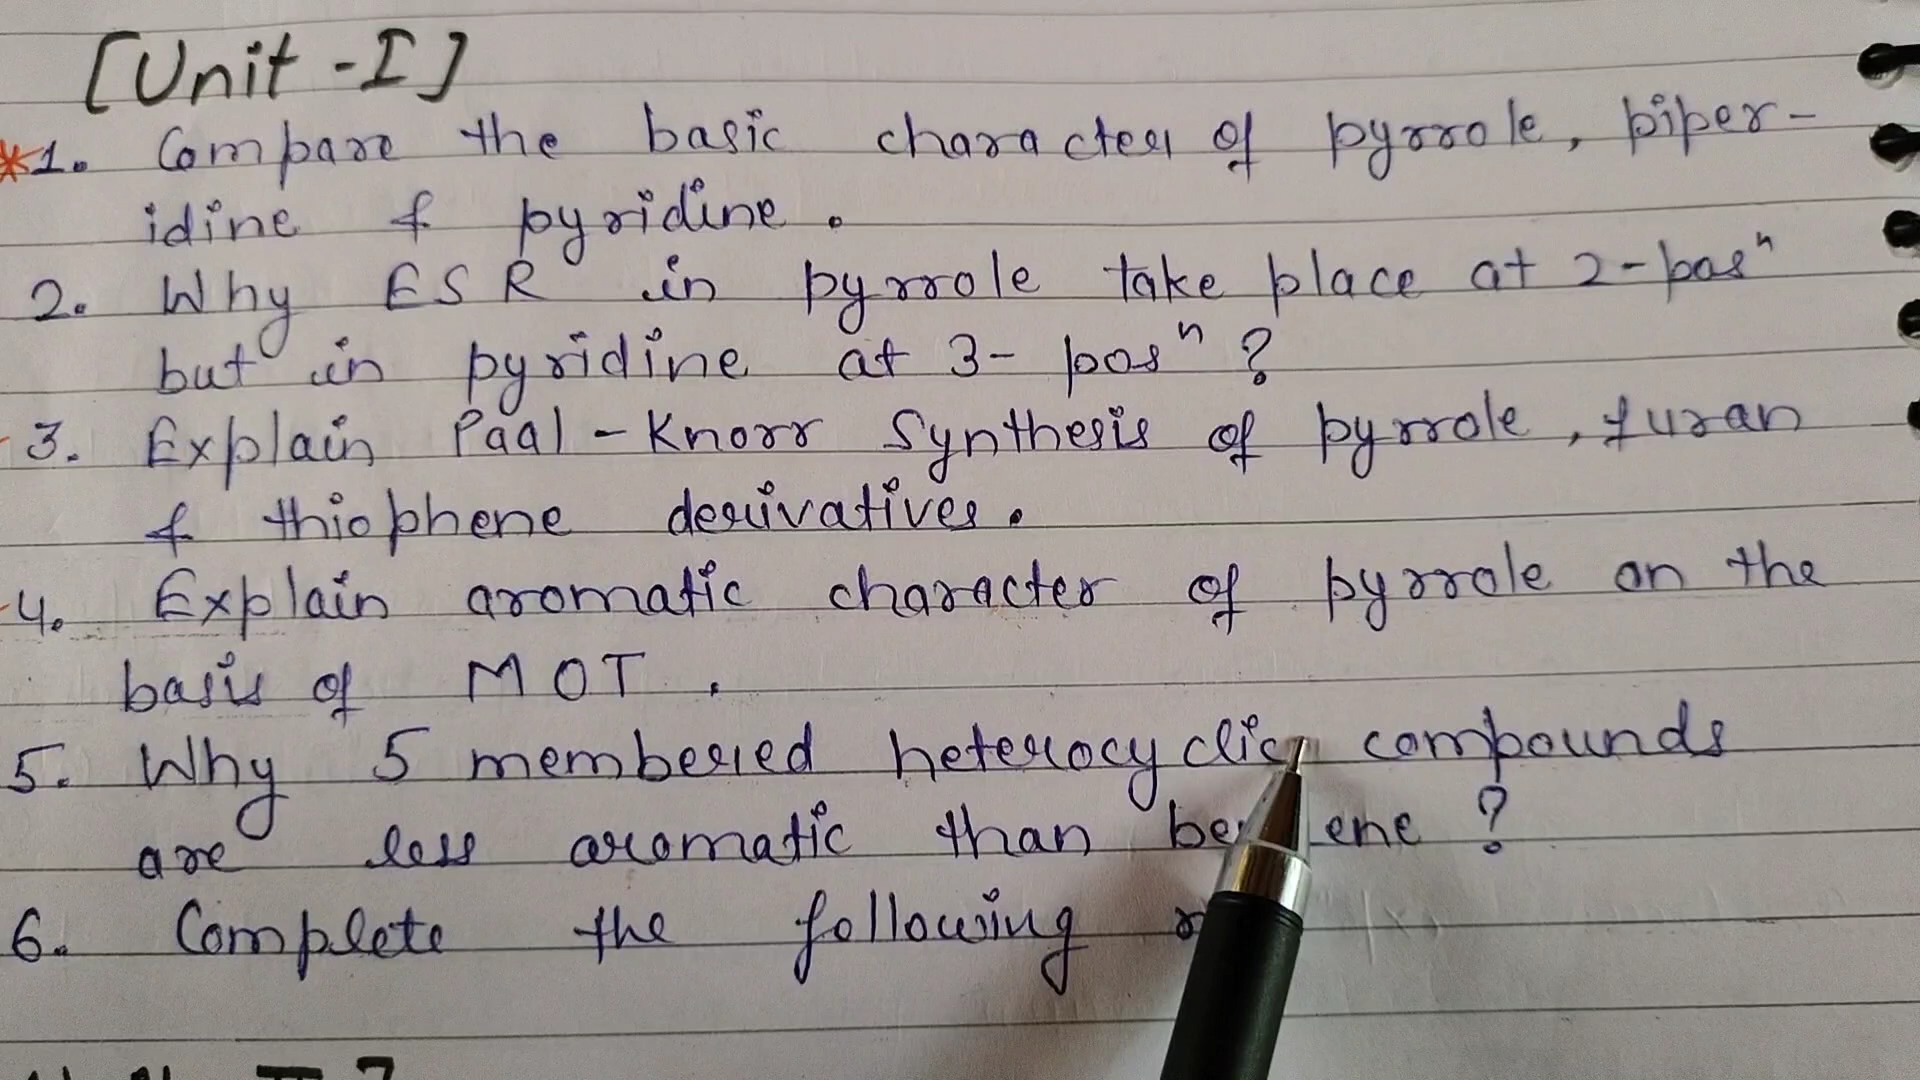 [Unit - I]
*1. Compare the basic character of pyrrole, piper-
idine & pyridine.
2. Why ESR in pyrrole take place at 2-posⁿ
but in pyridine at 3-posⁿ ?
3. Explain Paal-Knorr Synthesis of pyrrole, furan
& thiophene derivatives.
4. Explain aromatic character of pyrrole on the
basis of MOT.
5. Why 5 membered heterocyclic compounds
are less aromatic than benzene ?
6. Complete the following